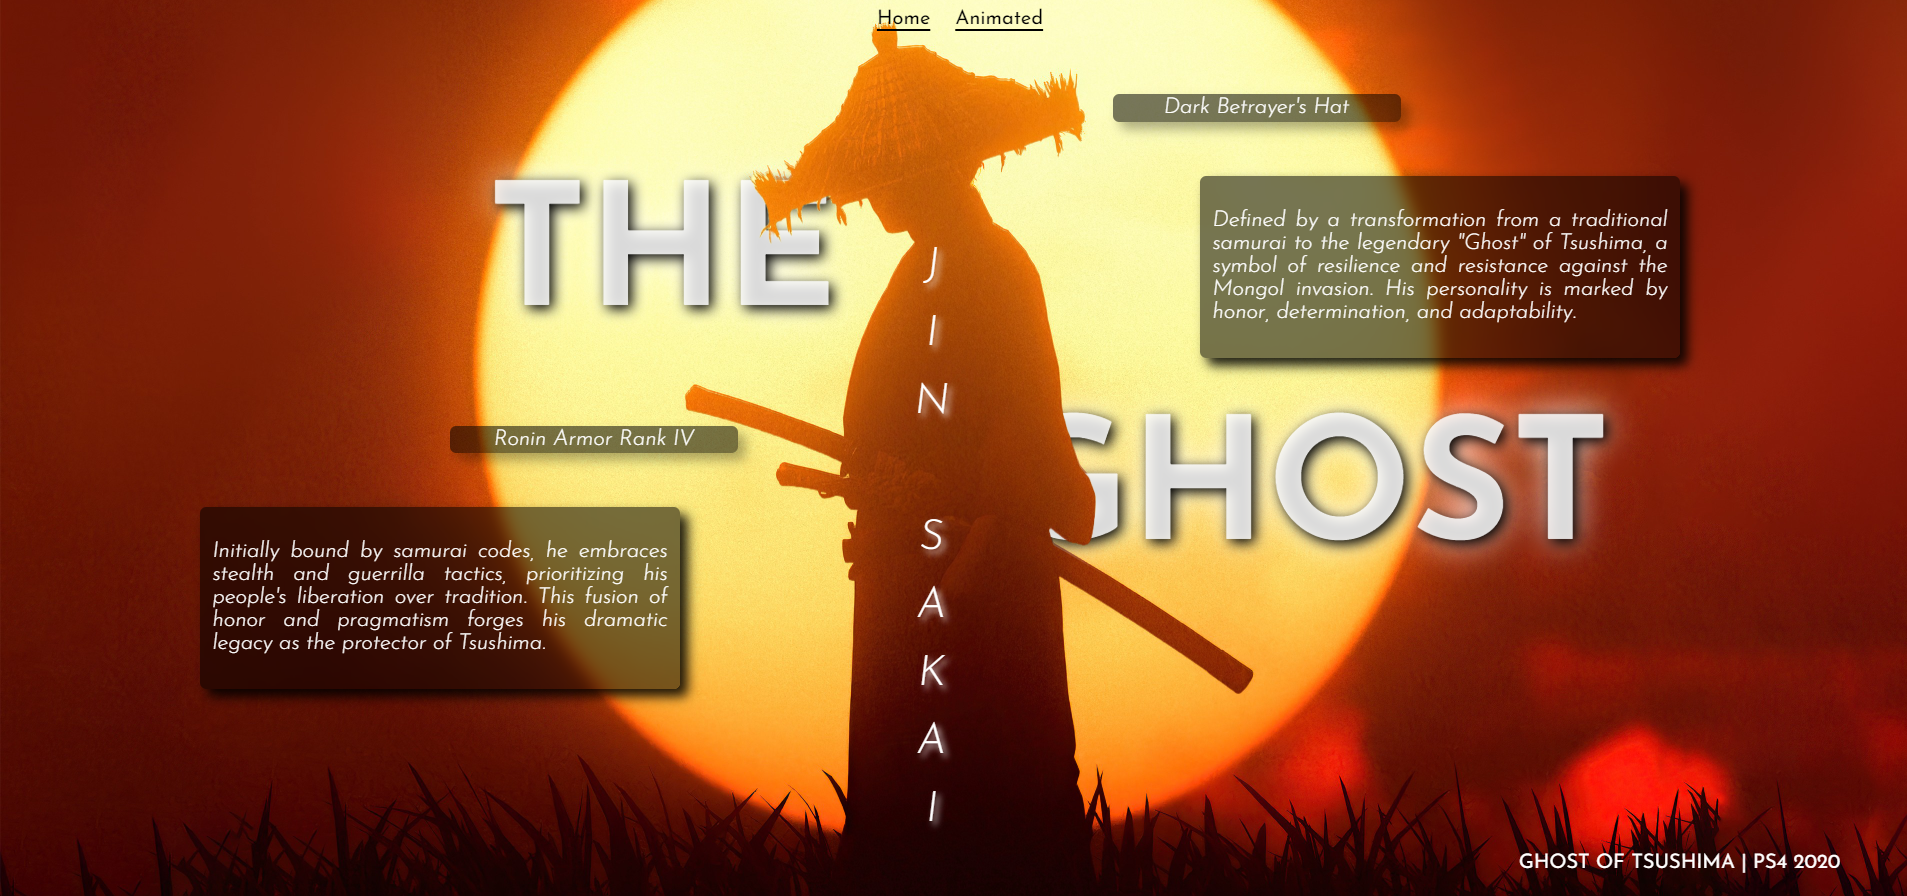 Home Animated
Dark Betrayer's Hat
THE
Defined by a transformation from a traditional
samurai to the legendary "Ghost" of Tsushima, a
symbol of resilience and resistance against the
Mongol invasion. His personality is marked by
honor, determination, and adaptability.
J
I
N
S
A
K
A
I
GHOST
Ronin Armor Rank IV
Initially bound by samurai codes, he embraces
stealth and guerrilla tactics, prioritizing his
people's liberation over tradition. This fusion of
honor and pragmatism forges his dramatic
legacy as the protector of Tsushima.
GHOST OF TSUSHIMA | PS4 2020